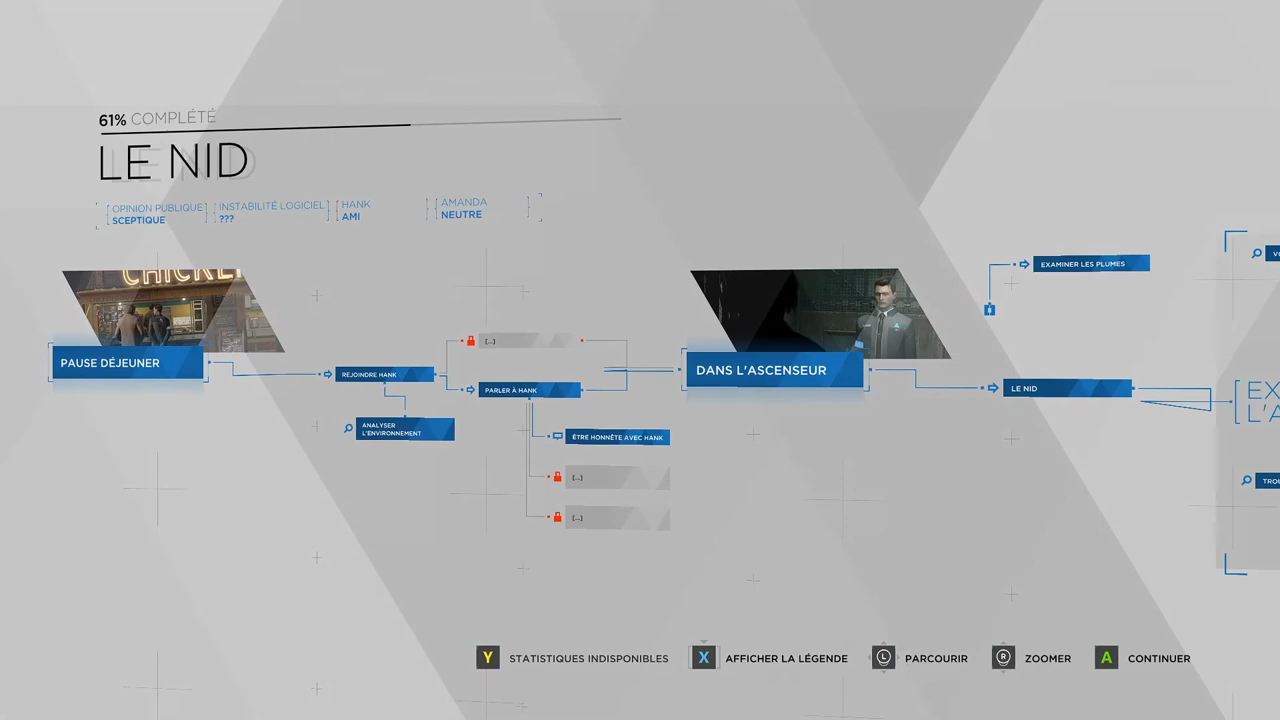 61% COMPLÉTÉ
LE NID
OPINION PUBLIQUE
SCEPTIQUE
INSTABILITÉ LOGICIEL
???
HANK
AMI
AMANDA
NEUTRE
PAUSE DÉJEUNER
REJOINDRE HANK
ANALYSER
L'ENVIRONNEMENT
[...]
PARLER À HANK
ÊTRE HONNÊTE AVEC HANK
[...]
[...]
DANS L'ASCENSEUR
EXAMINER LES PLUMES
LE NID
EX
L'A
TROU
Y STATISTIQUES INDISPONIBLES
X AFFICHER LA LÉGENDE
L PARCOURIR
R ZOOMER
A CONTINUER